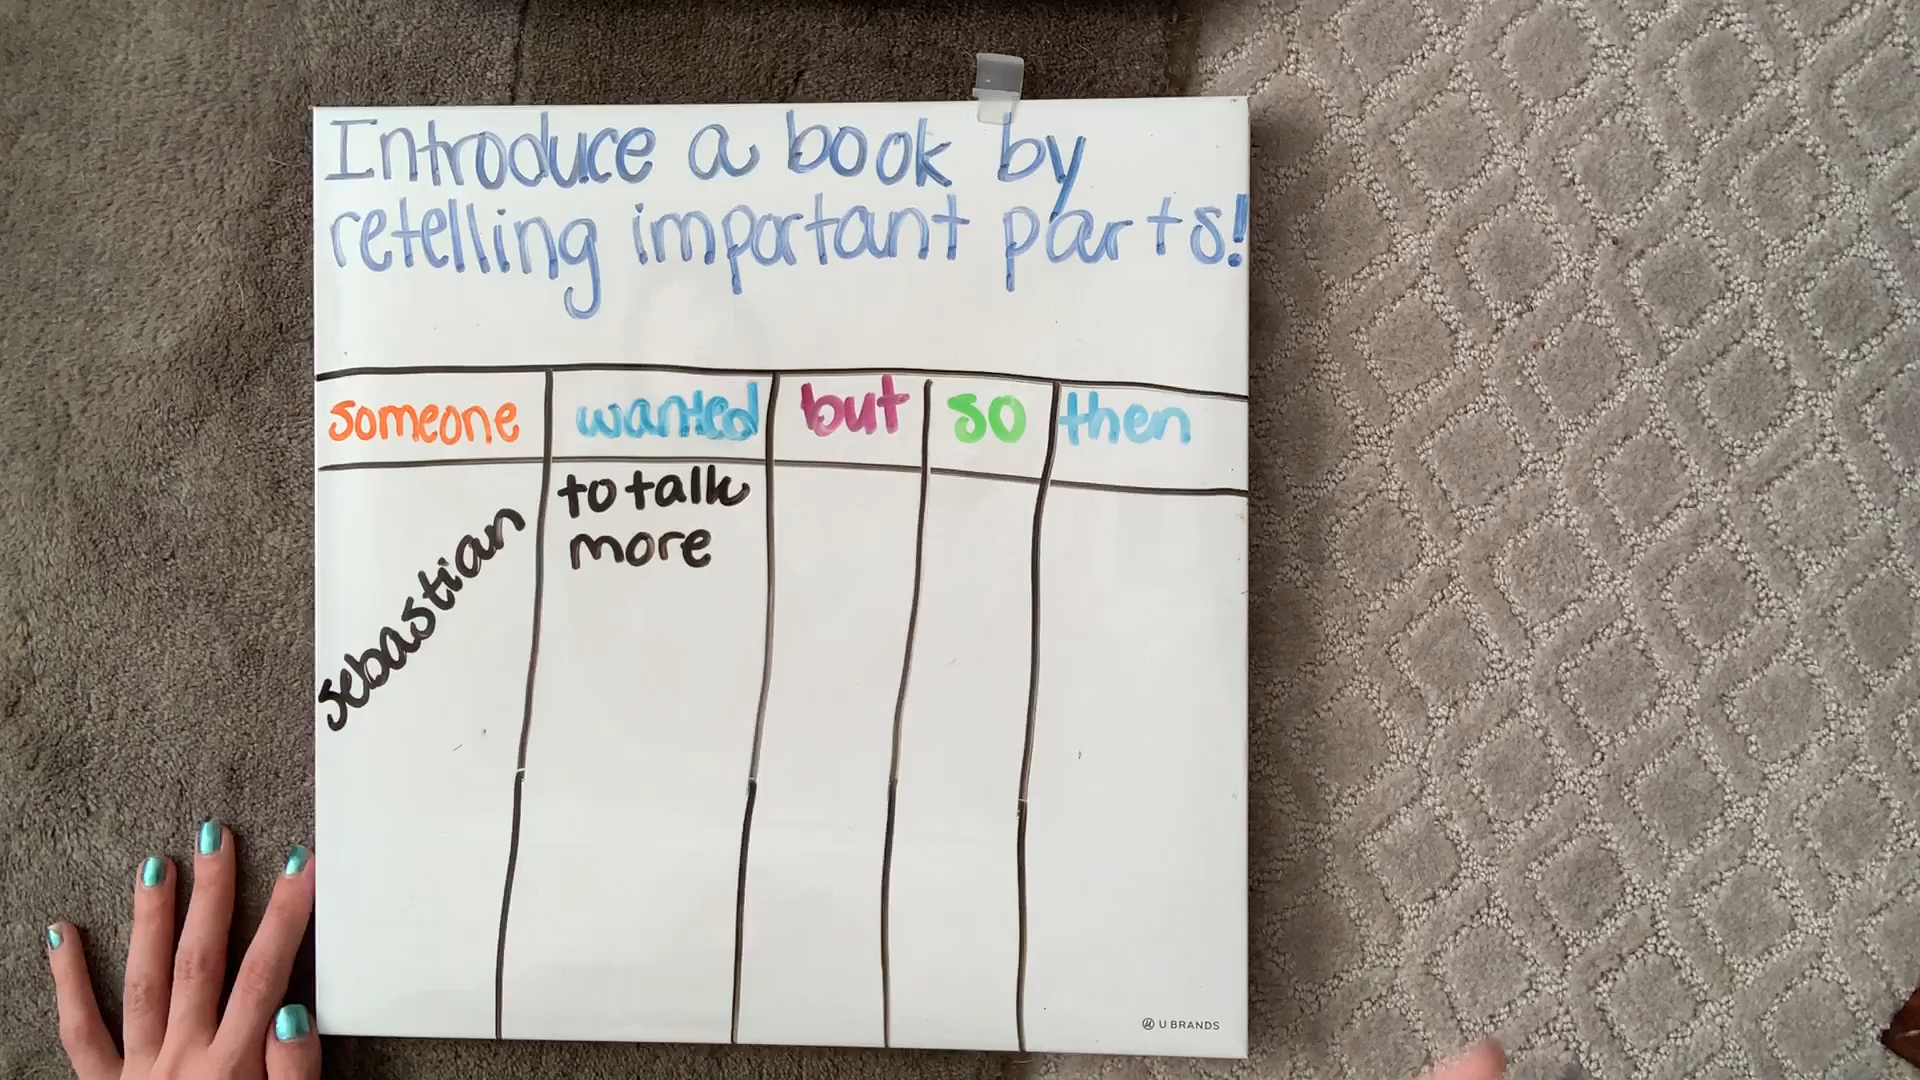 Introduce a book by
retelling important parts!
someone wanted but so then
sebastian
to talk
more
U BRANDS